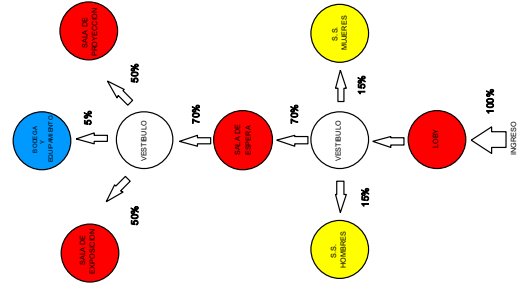 SALA DE
PROYECCION
50%
BODEGA
Y
EQUIPAMIENTO
5%
VESTIBULO
50%
SALA DE
EXPOSICION
70%
SALA DE
ESPERA
70%
S.S.
MUJERES
15%
VESTIBULO
15%
S.S.
HOMBRES
LOBY
100%
INGRESO